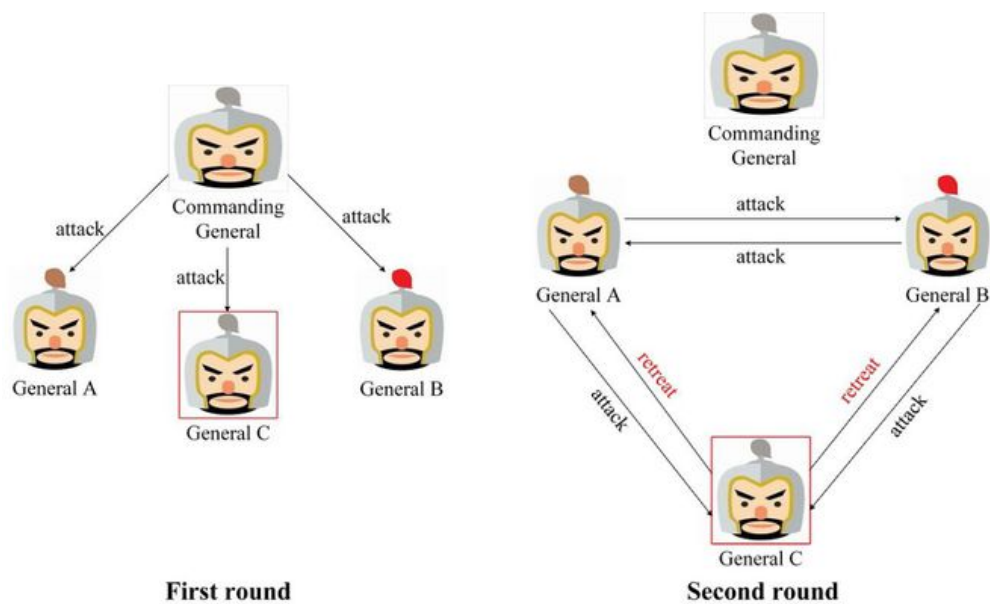 Commanding
General
attack
attack
attack
General A
General B
General C
First round
Commanding
General
attack
attack
General A
General B
retreat
retreat
attack
attack
General C
Second round